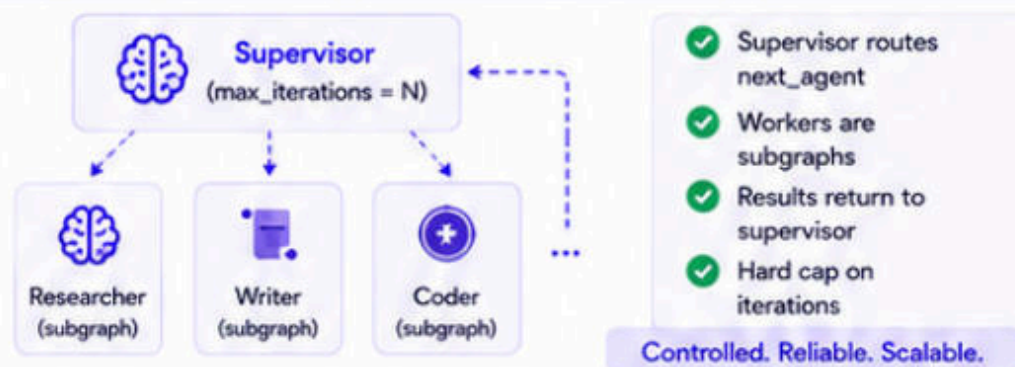 Supervisor
(max_iterations = N)
Researcher
(subgraph)
Writer
(subgraph)
Coder
(subgraph)
...
Supervisor routes
next_agent
Workers are
subgraphs
Results return to
supervisor
Hard cap on
iterations
Controlled. Reliable. Scalable.